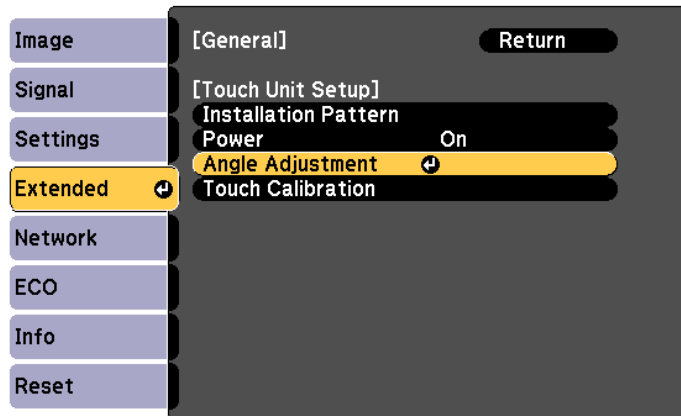 Image
Signal
Settings
Extended
Network
ECO
Info
Reset
[General] Return
[Touch Unit Setup]
Installation Pattern
Power On
Angle Adjustment
Touch Calibration